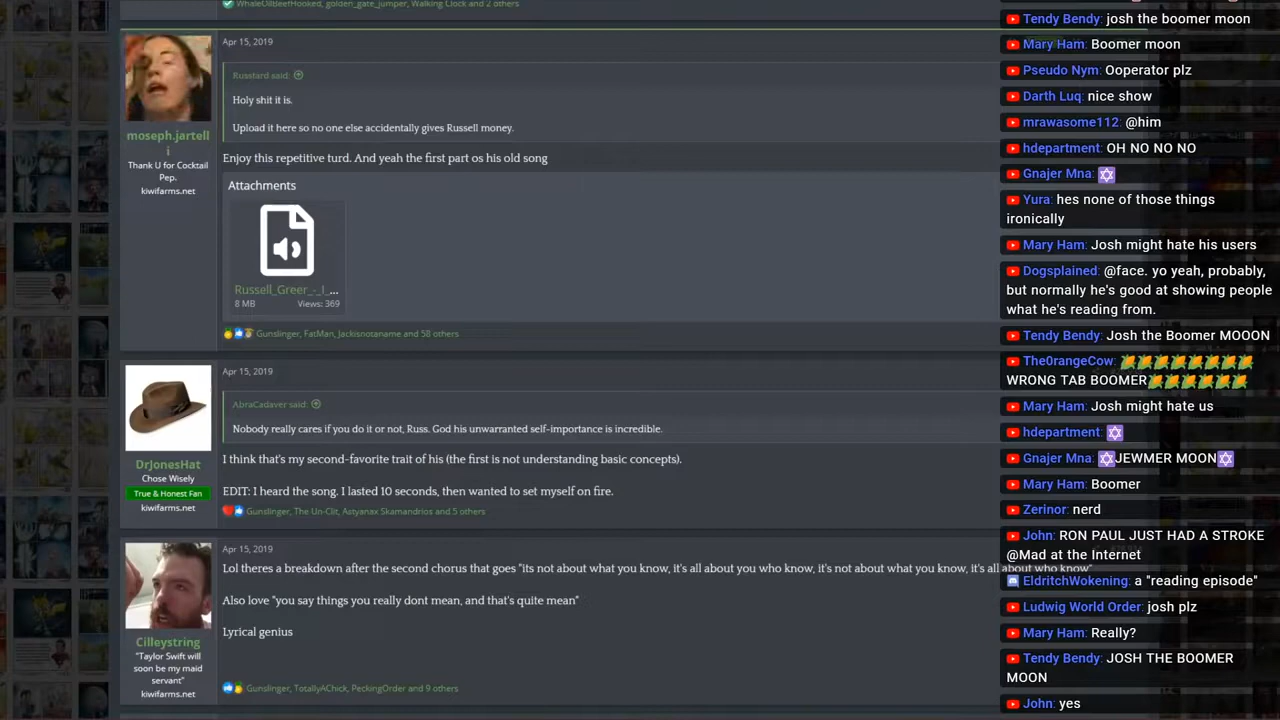 WhaleOilBeefHooked, golden_gate_jumper, Walking Clock and 2 others
Apr 15, 2019
moseph.jartell
i
Thank U for Cocktail
Pep.
kiwifarms.net
Russtard said:
Holy shit it is.
Upload it here so no one else accidentally gives Russell money.
Enjoy this repetitive turd. And yeah the first part os his old song
Attachments
Russell_Greer_-_I_...
8 MB Views: 369
Gunslinger, FatMan, Jackisnotaname and 58 others
Apr 15, 2019
DrJonesHat
Chose Wisely
True & Honest Fan
kiwifarms.net
AbraCadaver said:
Nobody really cares if you do it or not, Russ. God his unwarranted self-importance is incredible.
I think that's my second-favorite trait of his (the first is not understanding basic concepts).
EDIT: I heard the song. I lasted 10 seconds, then wanted to set myself on fire.
Gunslinger, The Un-Clit, Astyanax Skamandrios and 5 others
Apr 15, 2019
Cilleystring
"Taylor Swift will
soon be my maid
servant"
kiwifarms.net
Lol theres a breakdown after the second chorus that goes "its not about what you know, it's all about you who know, it's not about what you know, it's all about who know"
Also love "you say things you really dont mean, and that's quite mean"
Lyrical genius
Gunslinger, TotallyAChick, PeckingOrder and 9 others
Tendy Bendy: josh the boomer moon
Mary Ham: Boomer moon
Pseudo Nym: Ooperator plz
Darth Luq: nice show
mrawasome112: @him
hdepartment: OH NO NO NO
Gnajer Mna: 🔯
Yura: hes none of those things
ironically
Mary Ham: Josh might hate his users
Dogsplained: @face. yo yeah, probably,
but normally he's good at showing people
what he's reading from.
Tendy Bendy: Josh the Boomer MOOON
The0rangeCow: 🌽🌽🌽🌽🌽🌽🌽🌽
WRONG TAB BOOMER🌽🌽🌽🌽🌽🌽🌽
Mary Ham: Josh might hate us
hdepartment: 🔯
Gnajer Mna: 🔯JEWMER MOON🔯
Mary Ham: Boomer
Zerinor: nerd
John: RON PAUL JUST HAD A STROKE
@Mad at the Internet
EldritchWokening: a "reading episode"
Ludwig World Order: josh plz
Mary Ham: Really?
Tendy Bendy: JOSH THE BOOMER
MOON
John: yes